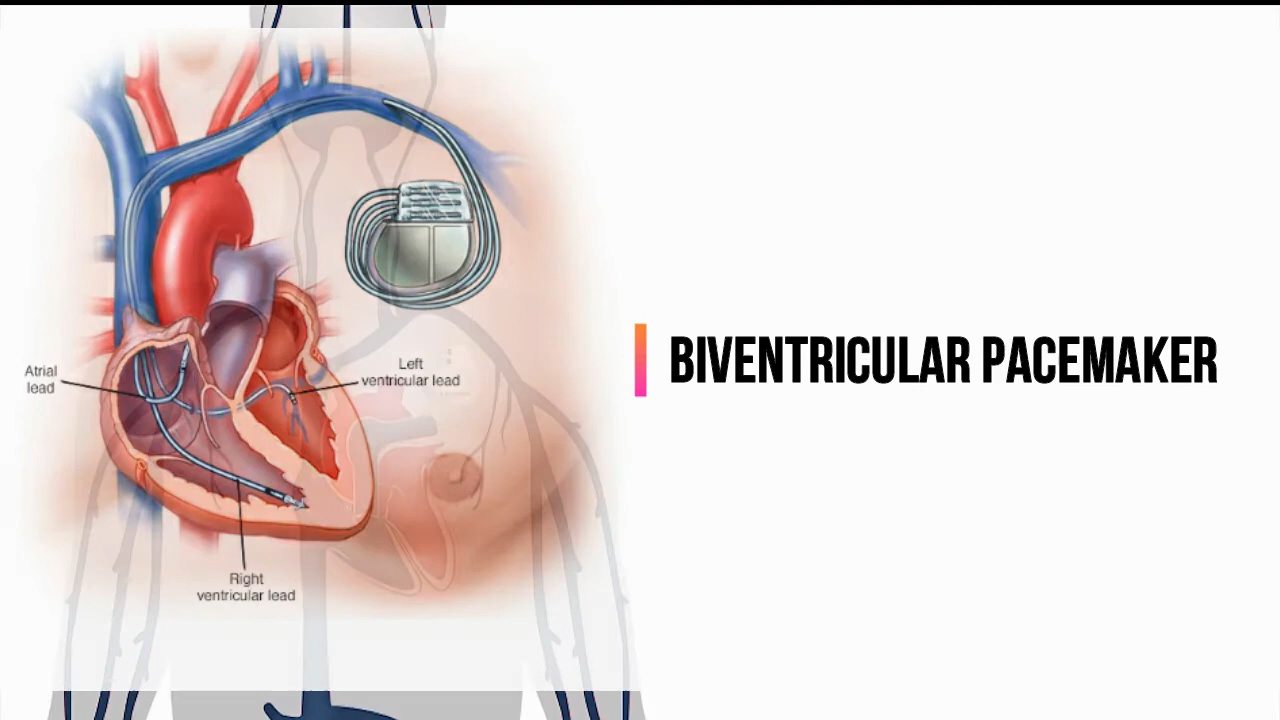 Atrial
lead
Left
ventricular lead
BIVENTRICULAR PACEMAKER
Right
ventricular lead